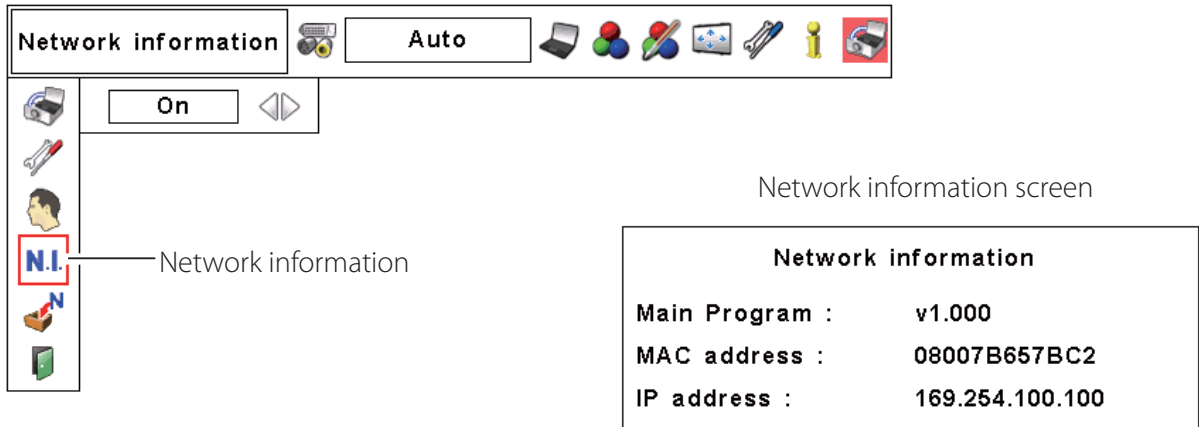 Network information
Auto
On
Network information screen
N.I.
Network information
N
Network information
Main Program : v1.000
MAC address : 08007B657BC2
IP address : 169.254.100.100